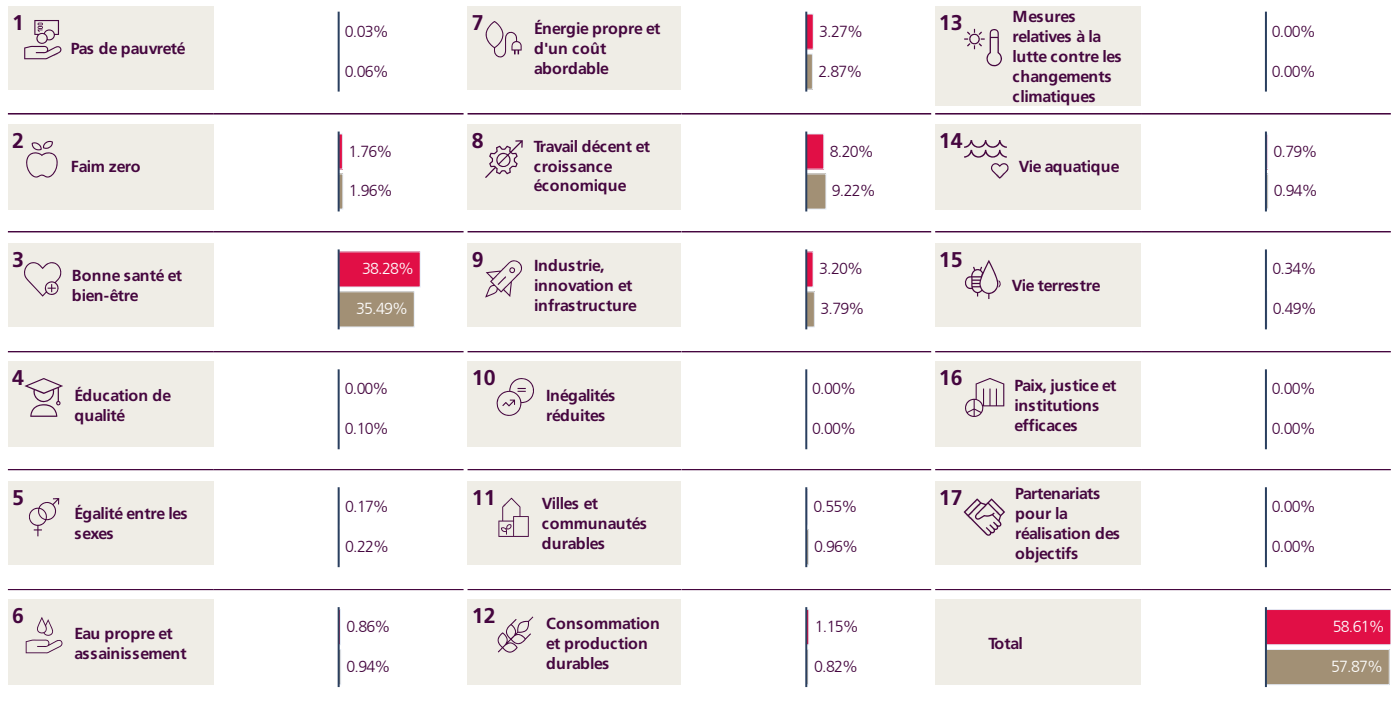 1
Pas de pauvreté
0.03%
0.06%
2
Faim zero
1.76%
1.96%
3
Bonne santé et
bien-être
38.28%
35.49%
4
Éducation de
qualité
0.00%
0.10%
5
Égalité entre les
sexes
0.17%
0.22%
6
Eau propre et
assainissement
0.86%
0.94%
7
Énergie propre et
d'un coût
abordable
3.27%
2.87%
8
Travail décent et
croissance
économique
8.20%
9.22%
9
Industrie,
innovation et
infrastructure
3.20%
3.79%
10
Inégalités
réduites
0.00%
0.00%
11
Villes et
communautés
durables
0.55%
0.96%
12
Consommation
et production
durables
1.15%
0.82%
13
Mesures
relatives à la
lutte contre les
changements
climatiques
0.00%
0.00%
14
Vie aquatique
0.79%
0.94%
15
Vie terrestre
0.34%
0.49%
16
Paix, justice et
institutions
efficaces
0.00%
0.00%
17
Partenariats
pour la
réalisation des
objectifs
0.00%
0.00%
Total
58.61%
57.87%